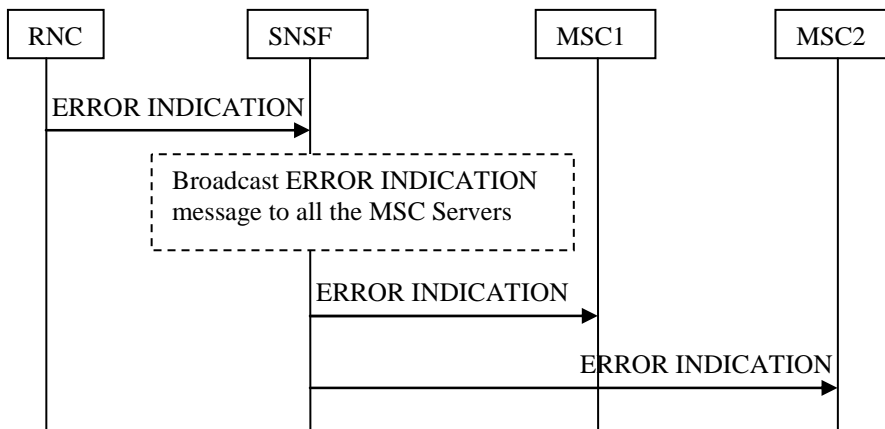 RNC
SNSF
MSC1
MSC2
ERROR INDICATION
Broadcast ERROR INDICATION
message to all the MSC Servers
ERROR INDICATION
ERROR INDICATION